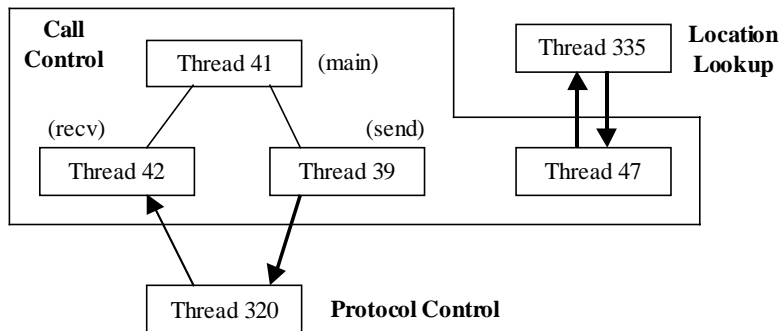 Call
Control
Thread 41
(main)
Thread 335
Location
Lookup
(recv)
(send)
Thread 42
Thread 39
Thread 47
Thread 320
Protocol Control